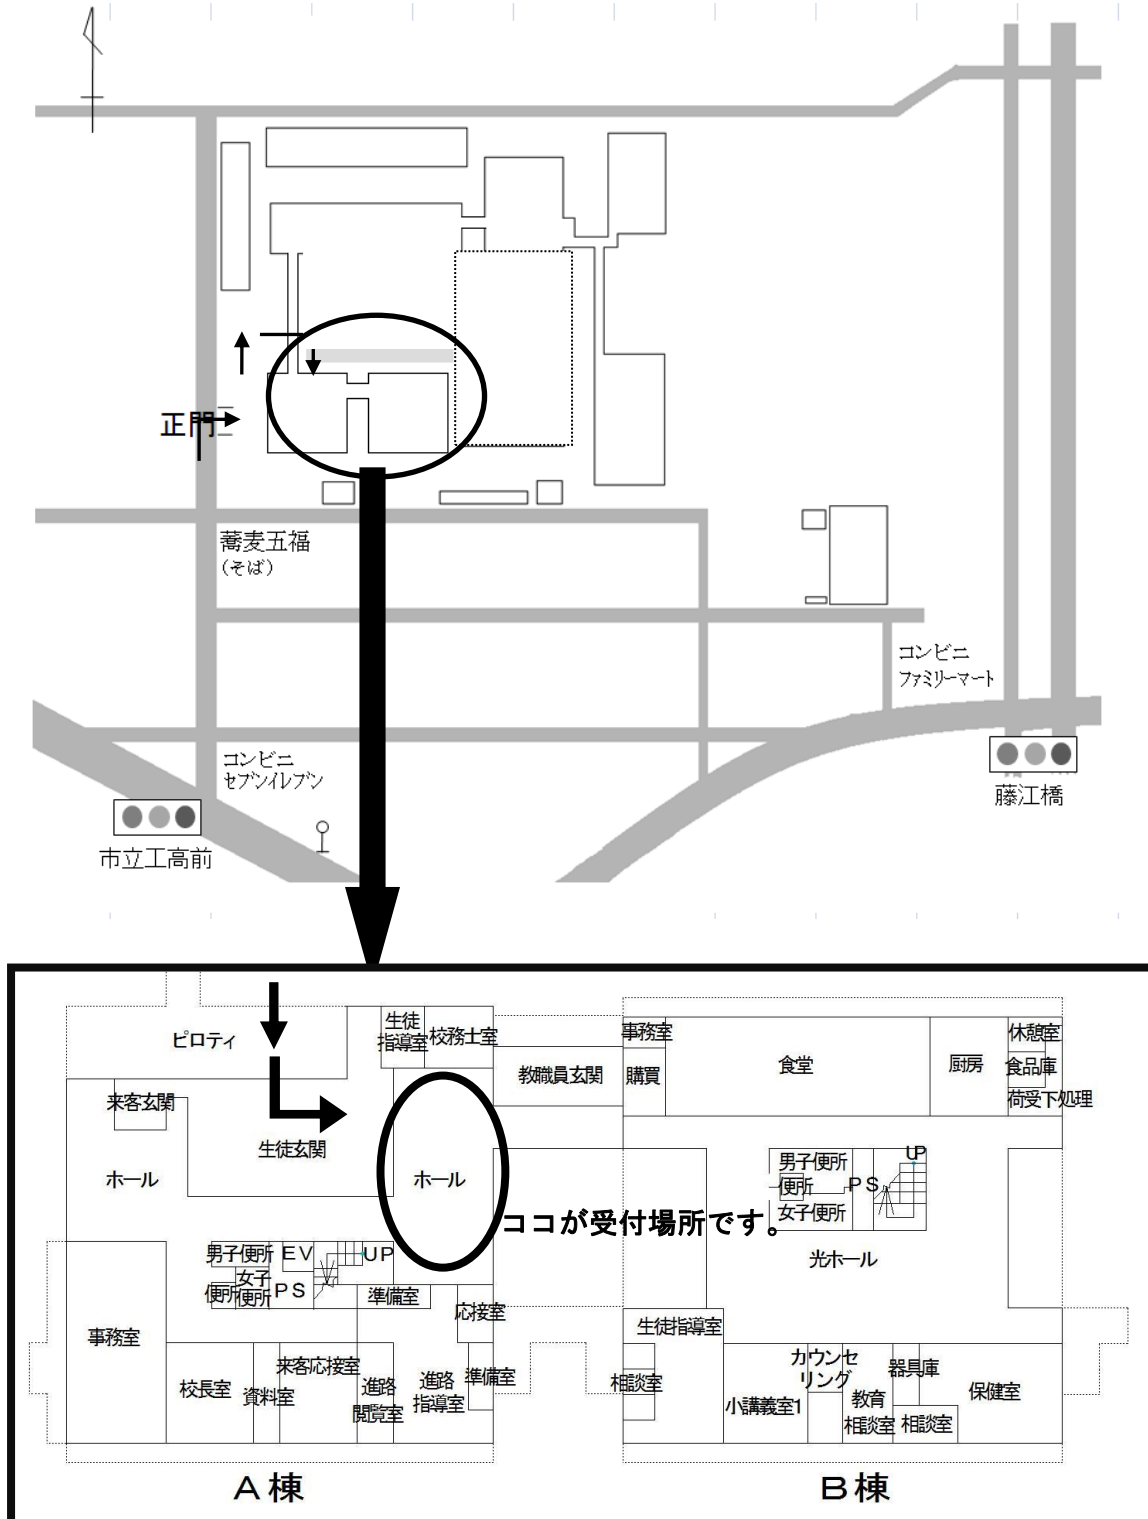 正門
蕎麦五福
（そば）
コンビニ
ファミリーマート
コンビニ
セブンイレブン
藤江橋
市立工高前
ピロティ
生徒
指導室
校務士室
教職員玄関
事務室
購買
食堂
厨房
休憩室
食品庫
荷受下処理
来客玄関
生徒玄関
ホール
ホール
ココが受付場所です。
男子便所
便所
女子便所
PS
UP
光ホール
男子便所
女子
便所
便所
EV
PS
UP
準備室
応接室
事務室
校長室
資料室
来客応接室
進路
閲覧室
進路
指導室
準備室
生徒指導室
相談室
小講義室1
カウンセ
リング
教育
相談室
器具庫
相談室
保健室
A棟
B棟